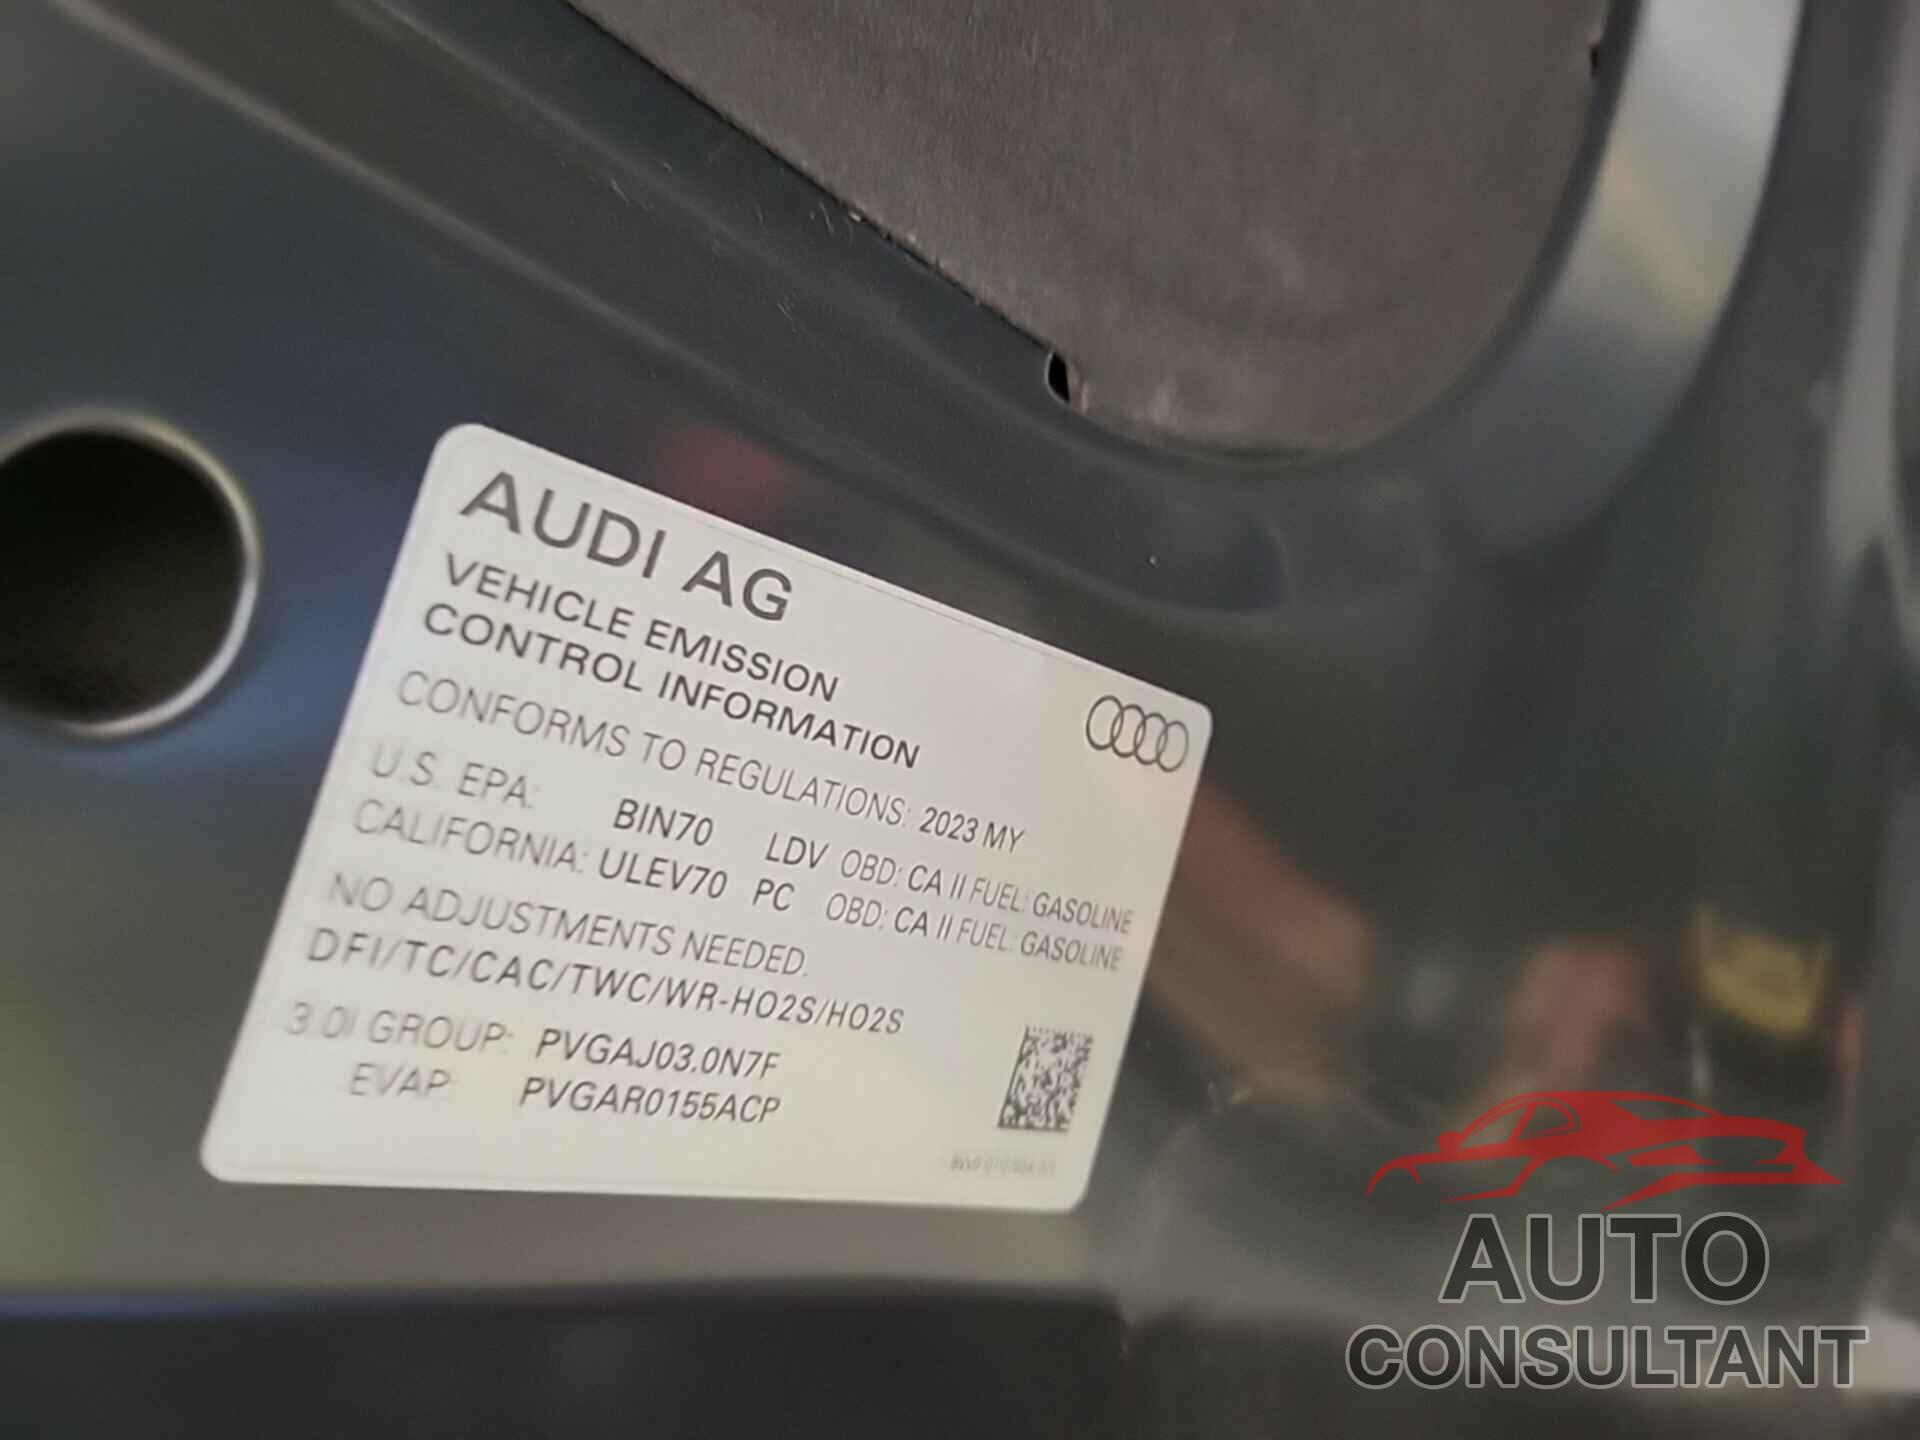 AUDI AG
VEHICLE EMISSION
CONTROL INFORMATION
CONFORMS TO REGULATIONS: 2023 MY
U.S. EPA: BIN70 LDV OBD: CA II FUEL: GASOLINE
CALIFORNIA: ULEV70 PC OBD: CA II FUEL: GASOLINE
NO ADJUSTMENTS NEEDED.
DFI/TC/CAC/TWC/WR-HO2S/HO2S
3.0l GROUP: PVGAJ03.0N7F
EVAP: PVGAR0155ACP
AUTO
CONSULTANT